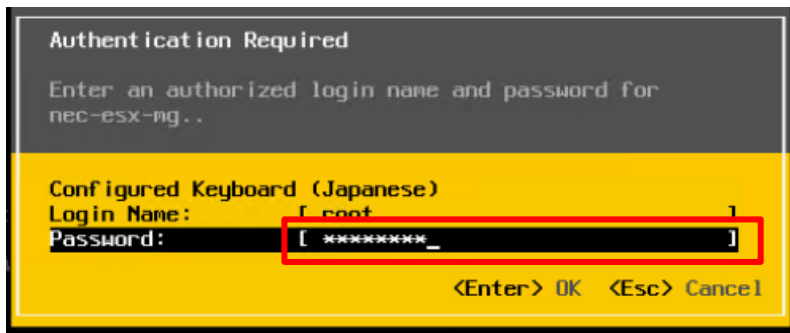 Authentication Required
Enter an authorized login name and password for
nec-esx-mg..
Configured Keyboard (Japanese)
Login Name: [ root ]
Password: [ ********_ ]
<Enter> OK <Esc> Cancel